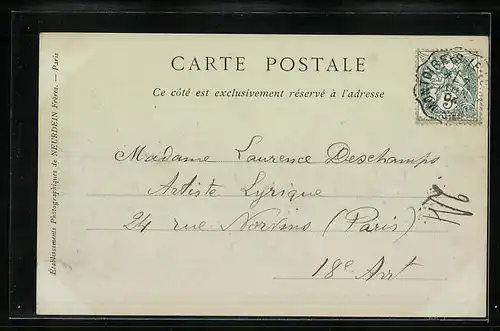 CARTE POSTALE
Ce côté est exclusivement réservé à l'adresse
Madame Laurence Deschamps
Artiste Lyrique
24 rue Norvins (Paris)
18e Arrt
Établissements Photographiques de NEURDEIN Frères. — Paris